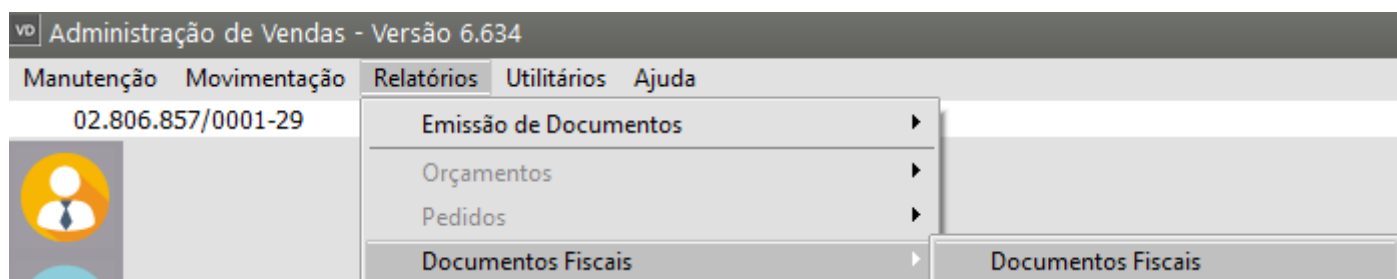 VD Administração de Vendas - Versão 6.634
Manutenção Movimentação Relatórios Utilitários Ajuda
02.806.857/0001-29
Emissão de Documentos
Orçamentos
Pedidos
Documentos Fiscais Documentos Fiscais